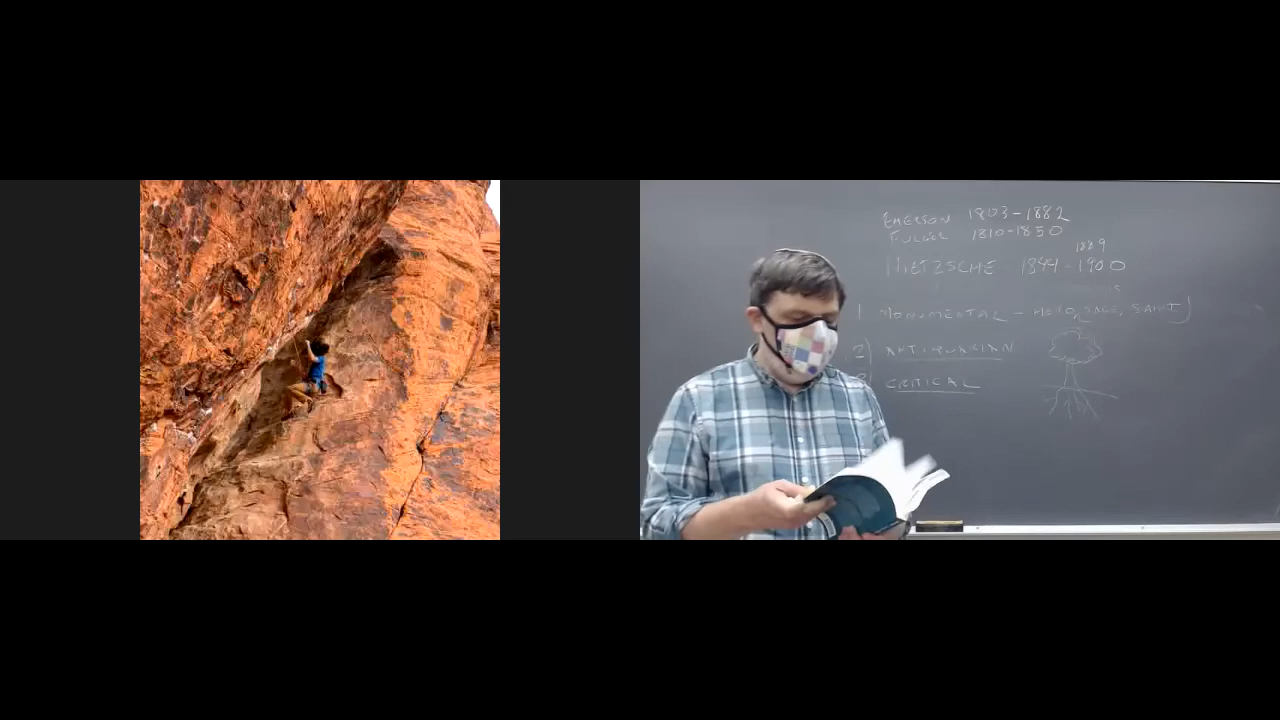 EMERSON 1803-1882
FULLER 1810-1850
1889
NIETZSCHE 1844-1900
1 MONUMENTAL - HERO, SAGE, SAINT
2) ANTIQUARIAN
CRITICAL